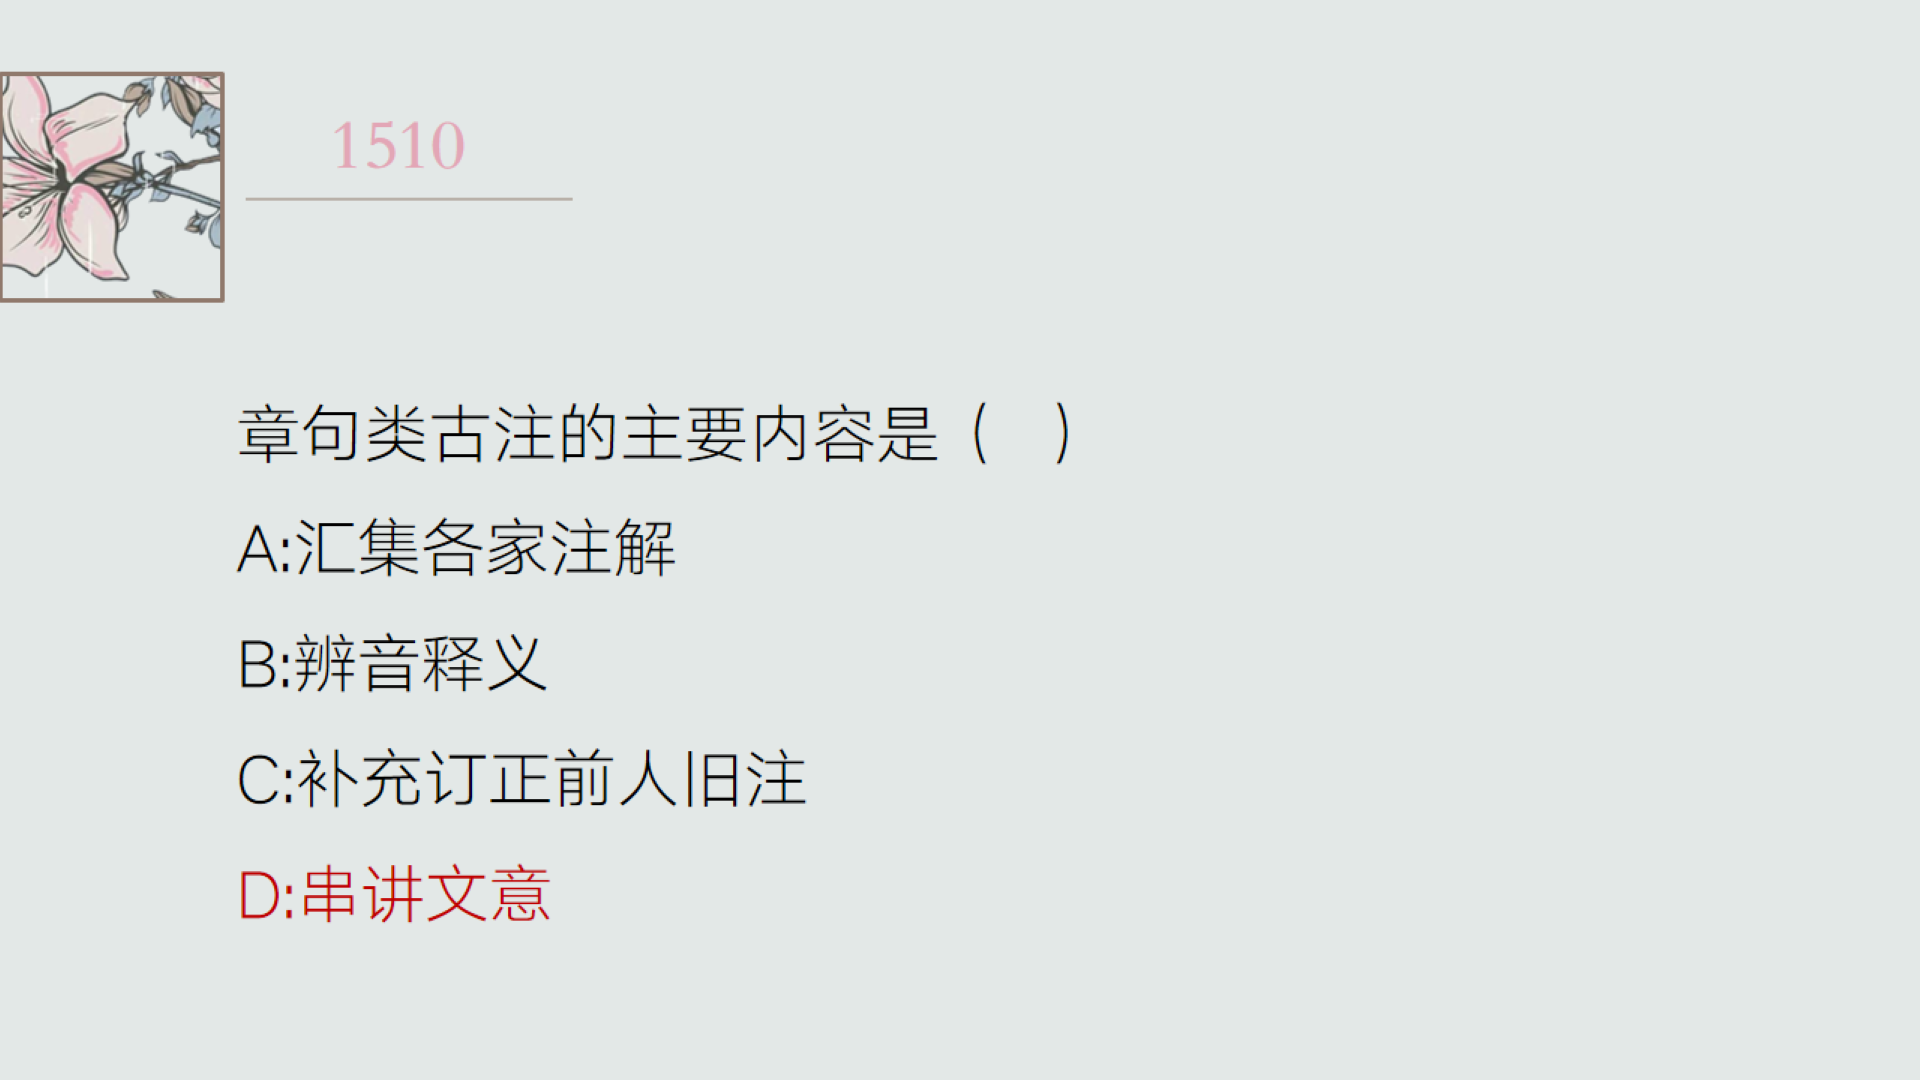 1510
章句类古注的主要内容是（ ）
A:汇集各家注解
B:辨音释义
C:补充订正前人旧注
D:串讲文意